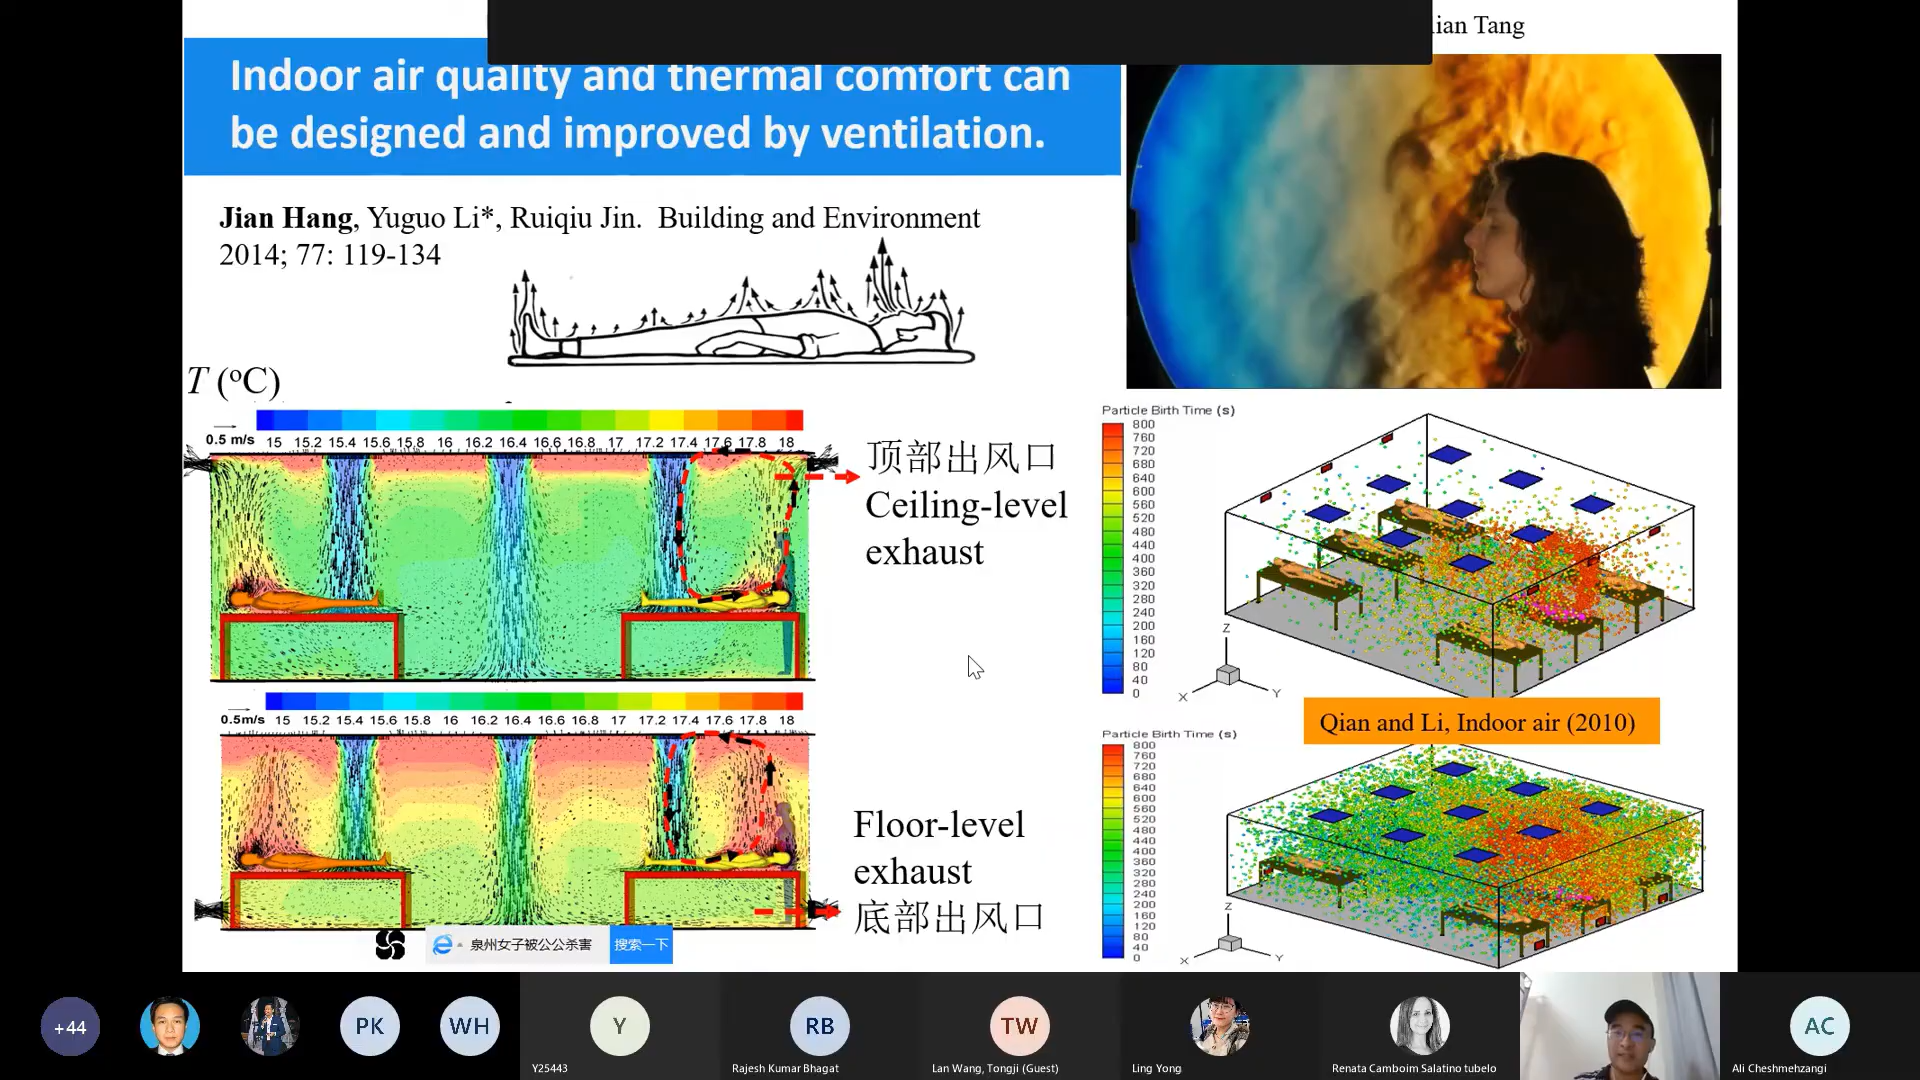 ian Tang
Indoor air quality and thermal comfort can
be designed and improved by ventilation.
Jian Hang, Yuguo Li*, Ruiqiu Jin. Building and Environment
2014; 77: 119-134
T (°C)
0.5 m/s 15 15.2 15.4 15.6 15.8 16 16.2 16.4 16.6 16.8 17 17.2 17.4 17.6 17.8 18
顶部出风口
Ceiling-level
exhaust
0.5m/s 15 15.2 15.4 15.6 15.8 16 16.2 16.4 16.6 16.8 17 17.2 17.4 17.6 17.8 18
Floor-level
exhaust
底部出风口
泉州女子被公公杀害 搜索一下
Particle Birth Time (s)
800
760
720
680
640
600
560
520
480
440
400
360
320
280
240
200
160
120
80
40
0
Z
X
Y
Qian and Li, Indoor air (2010)
Particle Birth Time (s)
800
760
720
680
640
600
560
520
480
440
400
360
320
280
240
200
160
120
80
40
0
Z
X
Y
+44
PK
WH
Y
Y25443
RB
Rajesh Kumar Bhagat
TW
Lan Wang, Tongji (Guest)
Ling Yong
Renata Camboim Salatino tubelo
AC
Ali Cheshmehzangi